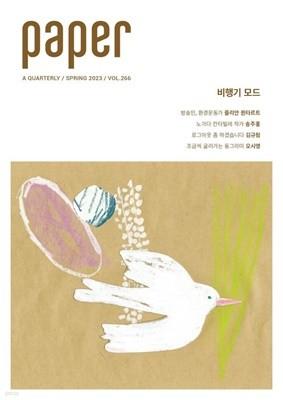 paper
A QUARTERLY / SPRING 2023 / VOL.266
비행기 모드
방송인, 환경운동가 줄리안 퀸타르트
노가다 칸타빌레 작가 송주홍
로그아웃 좀 하겠습니다 김규림
조금씩 굴러가는 동그라미 오시영